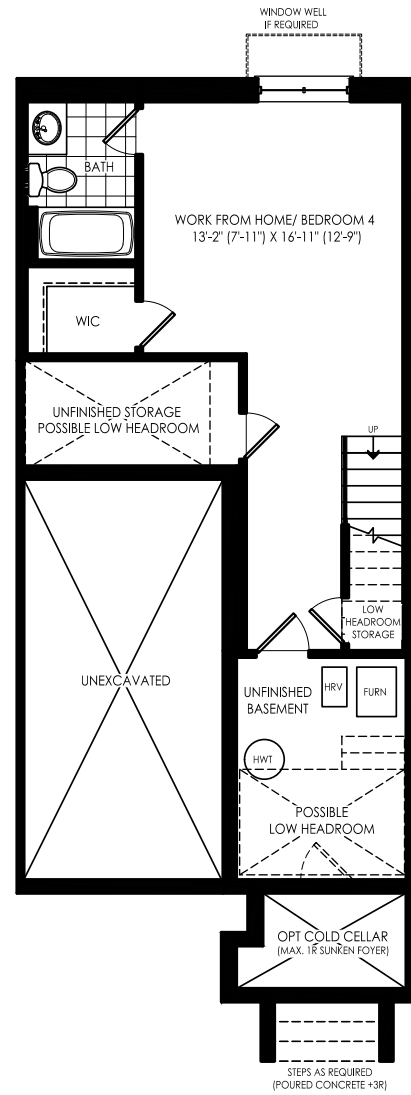 WINDOW WELL
IF REQUIRED
BATH
WORK FROM HOME/ BEDROOM 4
13'-2" (7'-11") X 16'-11" (12'-9")
WIC
UNFINISHED STORAGE
POSSIBLE LOW HEADROOM
UP
LOW
HEADROOM
STORAGE
UNEXCAVATED
UNFINISHED
BASEMENT
HRV
FURN
HWT
POSSIBLE
LOW HEADROOM
OPT COLD CELLAR
(MAX. 1R SUNKEN FOYER)
STEPS AS REQUIRED
(POURED CONCRETE +3R)